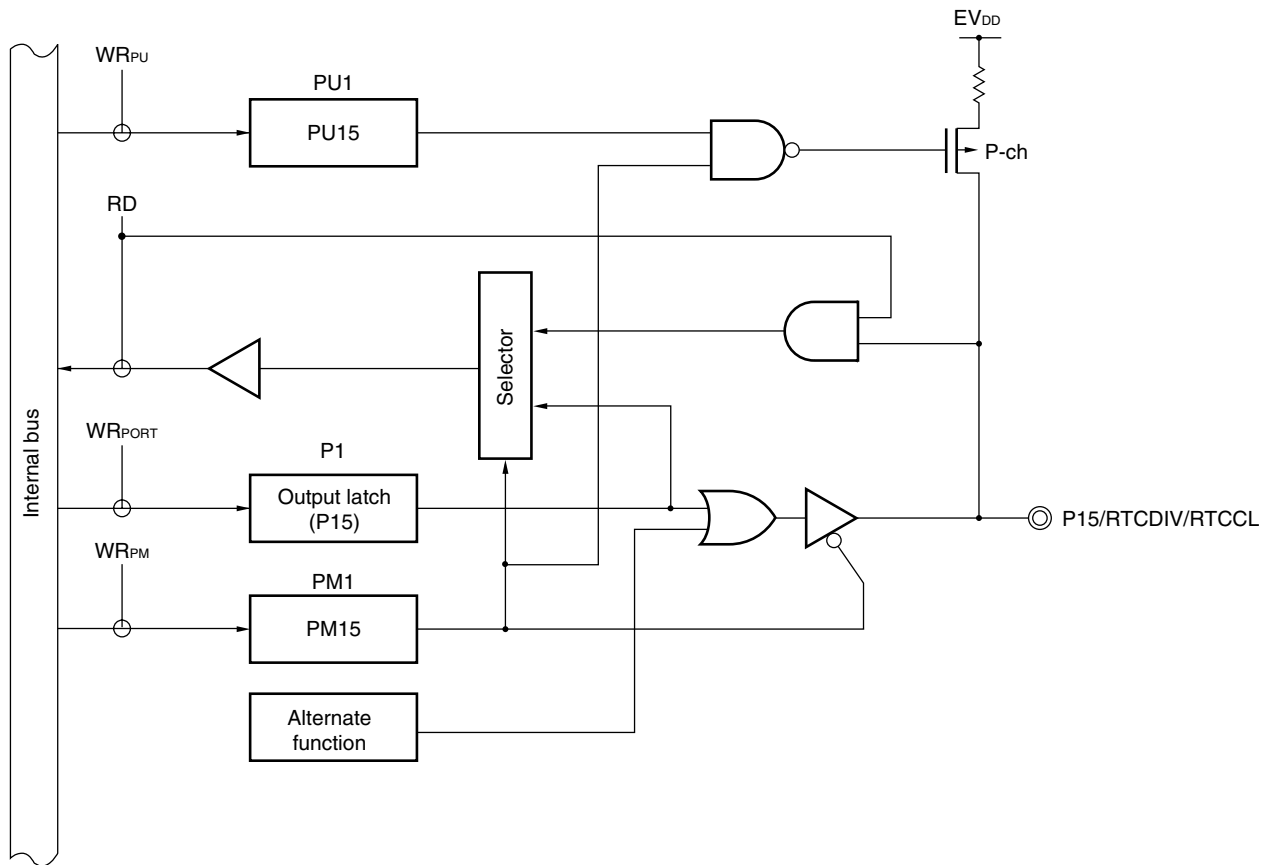 EVDD
WRPU
PU1
PU15
P-ch
RD
Selector
Internal bus
WRPORT
P1
Output latch
(P15)
P15/RTCDIV/RTCCL
WRPM
PM1
PM15
Alternate
function